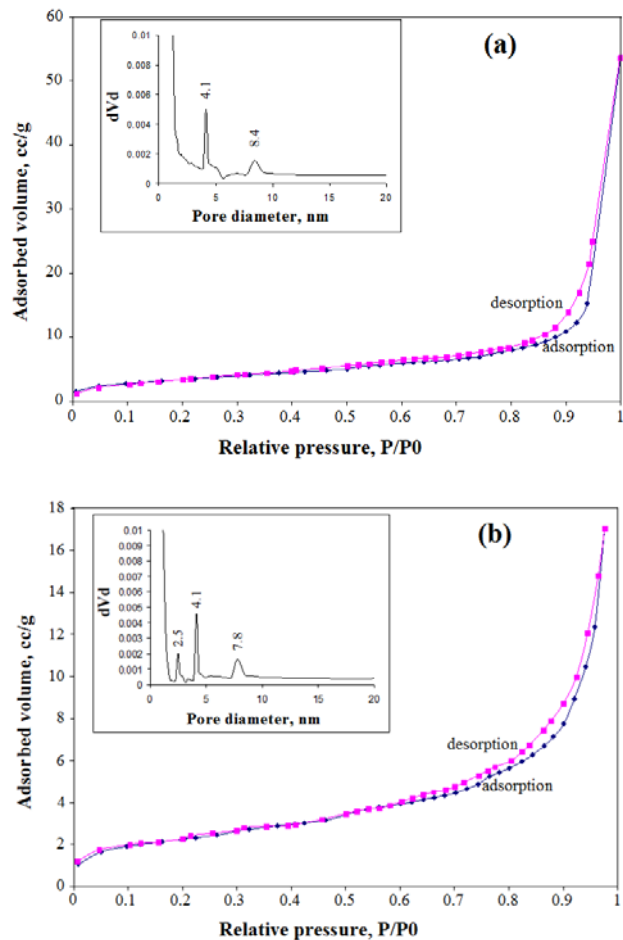 (a)
60
50
40
30
20
10
0
Adsorbed volume, cc/g
0 0.1 0.2 0.3 0.4 0.5 0.6 0.7 0.8 0.9 1
Relative pressure, P/P0
desorption
adsorption
0.01
0.008
0.006
0.004
0.002
0
dVd
4.1
8.4
0 5 10 15 20
Pore diameter, nm
(b)
18
16
14
12
10
8
6
4
2
0
Adsorbed volume, cc/g
0 0.1 0.2 0.3 0.4 0.5 0.6 0.7 0.8 0.9 1
Relative pressure, P/P0
desorption
adsorption
0.01
0.009
0.008
0.007
0.006
0.005
0.004
0.003
0.002
0.001
0
dVd
2.5
4.1
7.8
0 5 10 15 20
Pore diameter, nm